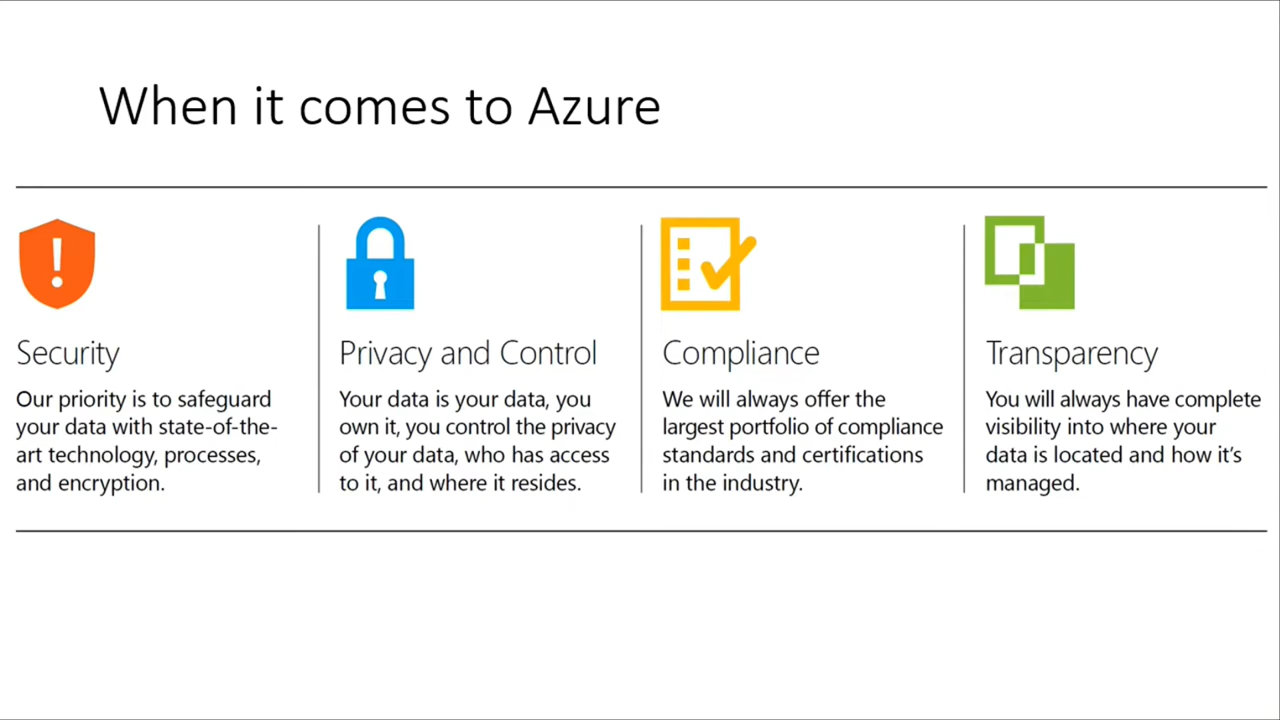 When it comes to Azure
Security
Our priority is to safeguard
your data with state-of-the-
art technology, processes,
and encryption.
Privacy and Control
Your data is your data, you
own it, you control the privacy
of your data, who has access
to it, and where it resides.
Compliance
We will always offer the
largest portfolio of compliance
standards and certifications
in the industry.
Transparency
You will always have complete
visibility into where your
data is located and how it's
managed.